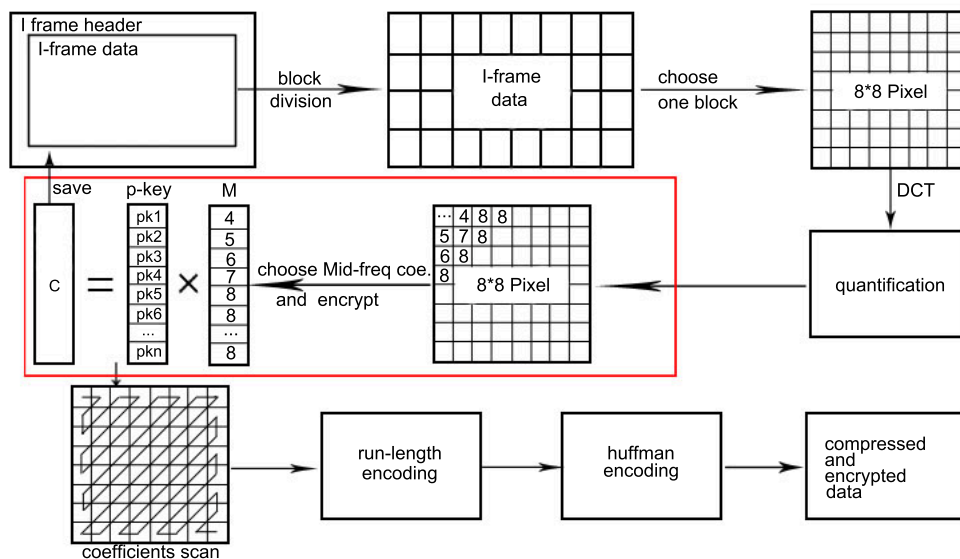 I frame header
I-frame data
block
division
I-frame
data
choose
one block
8*8 Pixel
DCT
save
p-key
M
C
=
pk1
pk2
pk3
pk4
pk5
pk6
...
pkn
×
4
5
6
7
8
8
...
8
choose Mid-freq coe.
and encrypt
... 4 8 8
5 7 8
6 8
8
8*8 Pixel
quantification
coefficients scan
run-length
encoding
huffman
encoding
compressed
and
encrypted
data